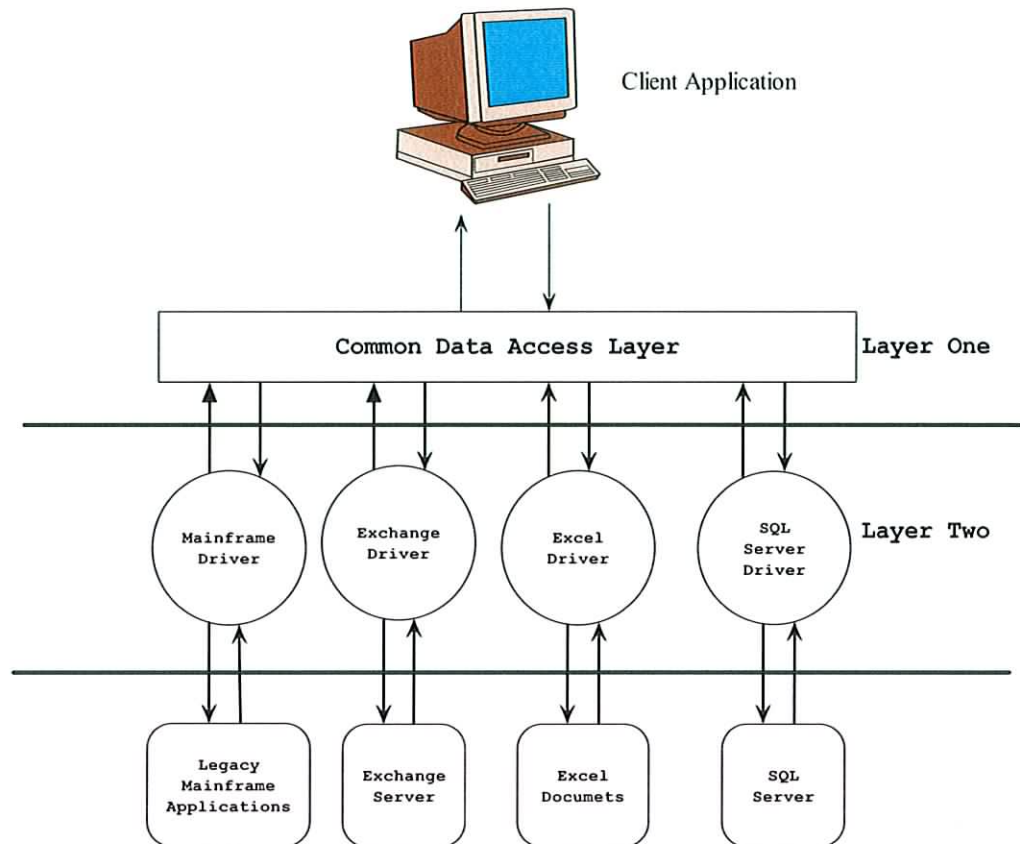 Client Application
Common Data Access Layer
Layer One
Mainframe
Driver
Exchange
Driver
Excel
Driver
SQL
Server
Driver
Layer Two
Legacy
Mainframe
Applications
Exchange
Server
Excel
Documets
SQL
Server